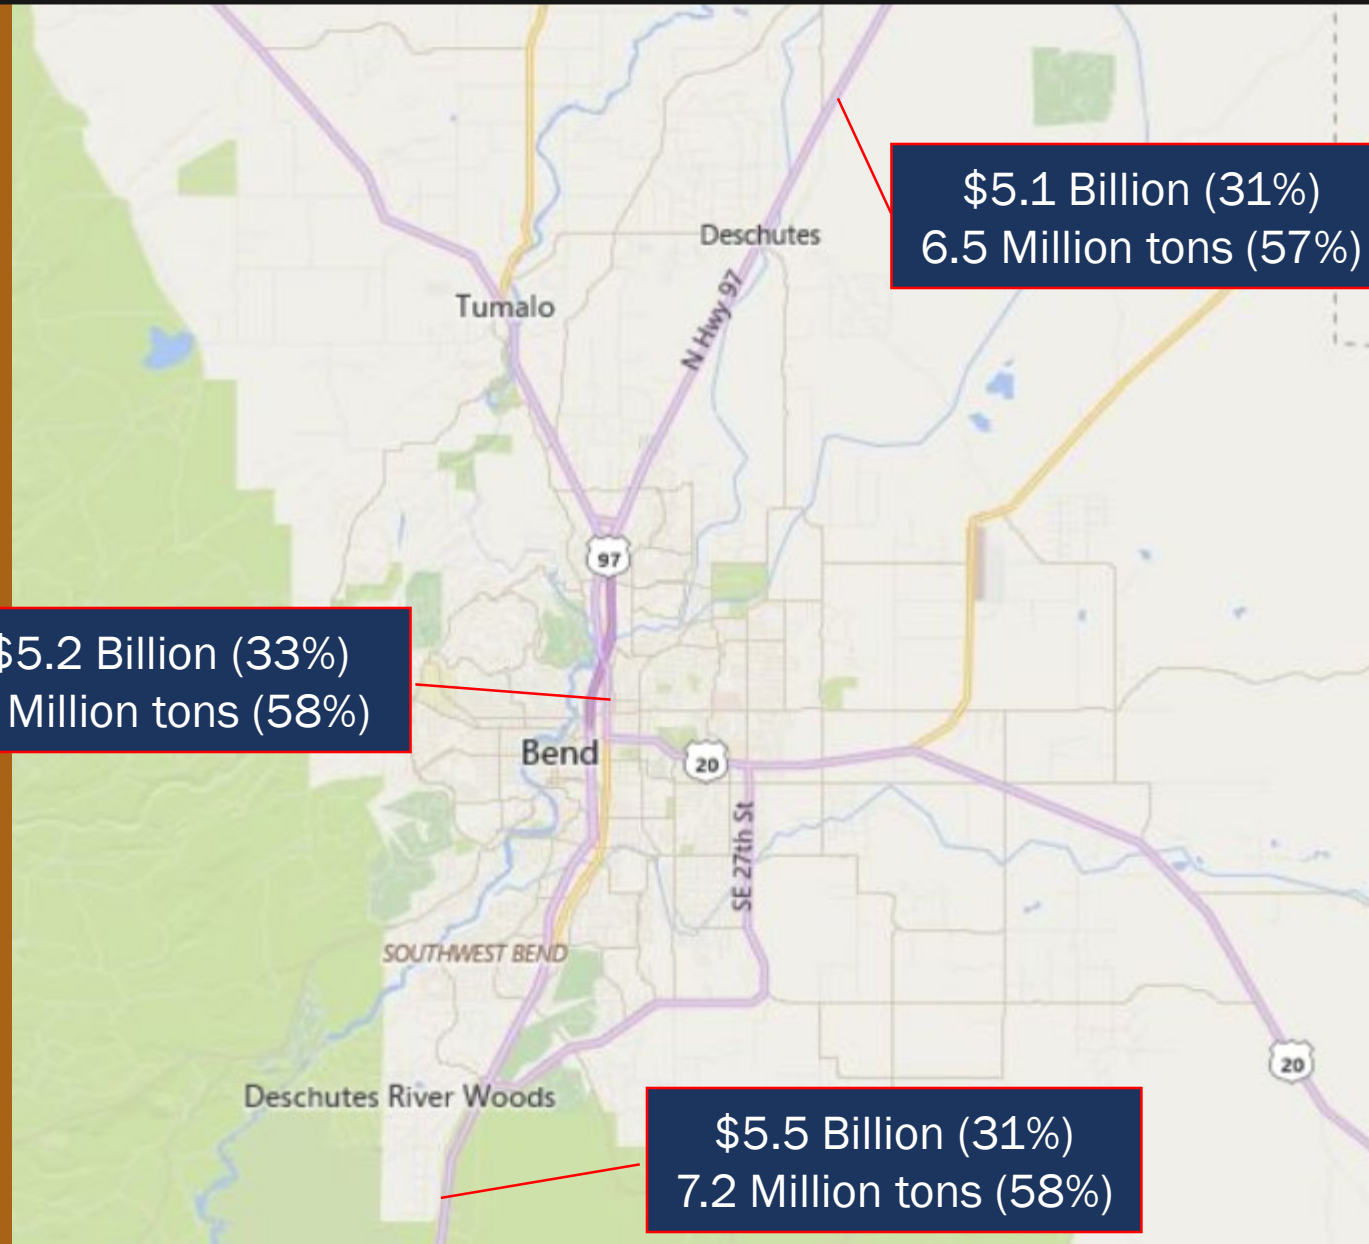 $5.1 Billion (31%)
6.5 Million tons (57%)
Deschutes
N Hwy 97
Tumalo
97
$5.2 Billion (33%)
Million tons (58%)
Bend
20
SE 27th St
SOUTHWEST BEND
20
Deschutes River Woods
$5.5 Billion (31%)
7.2 Million tons (58%)